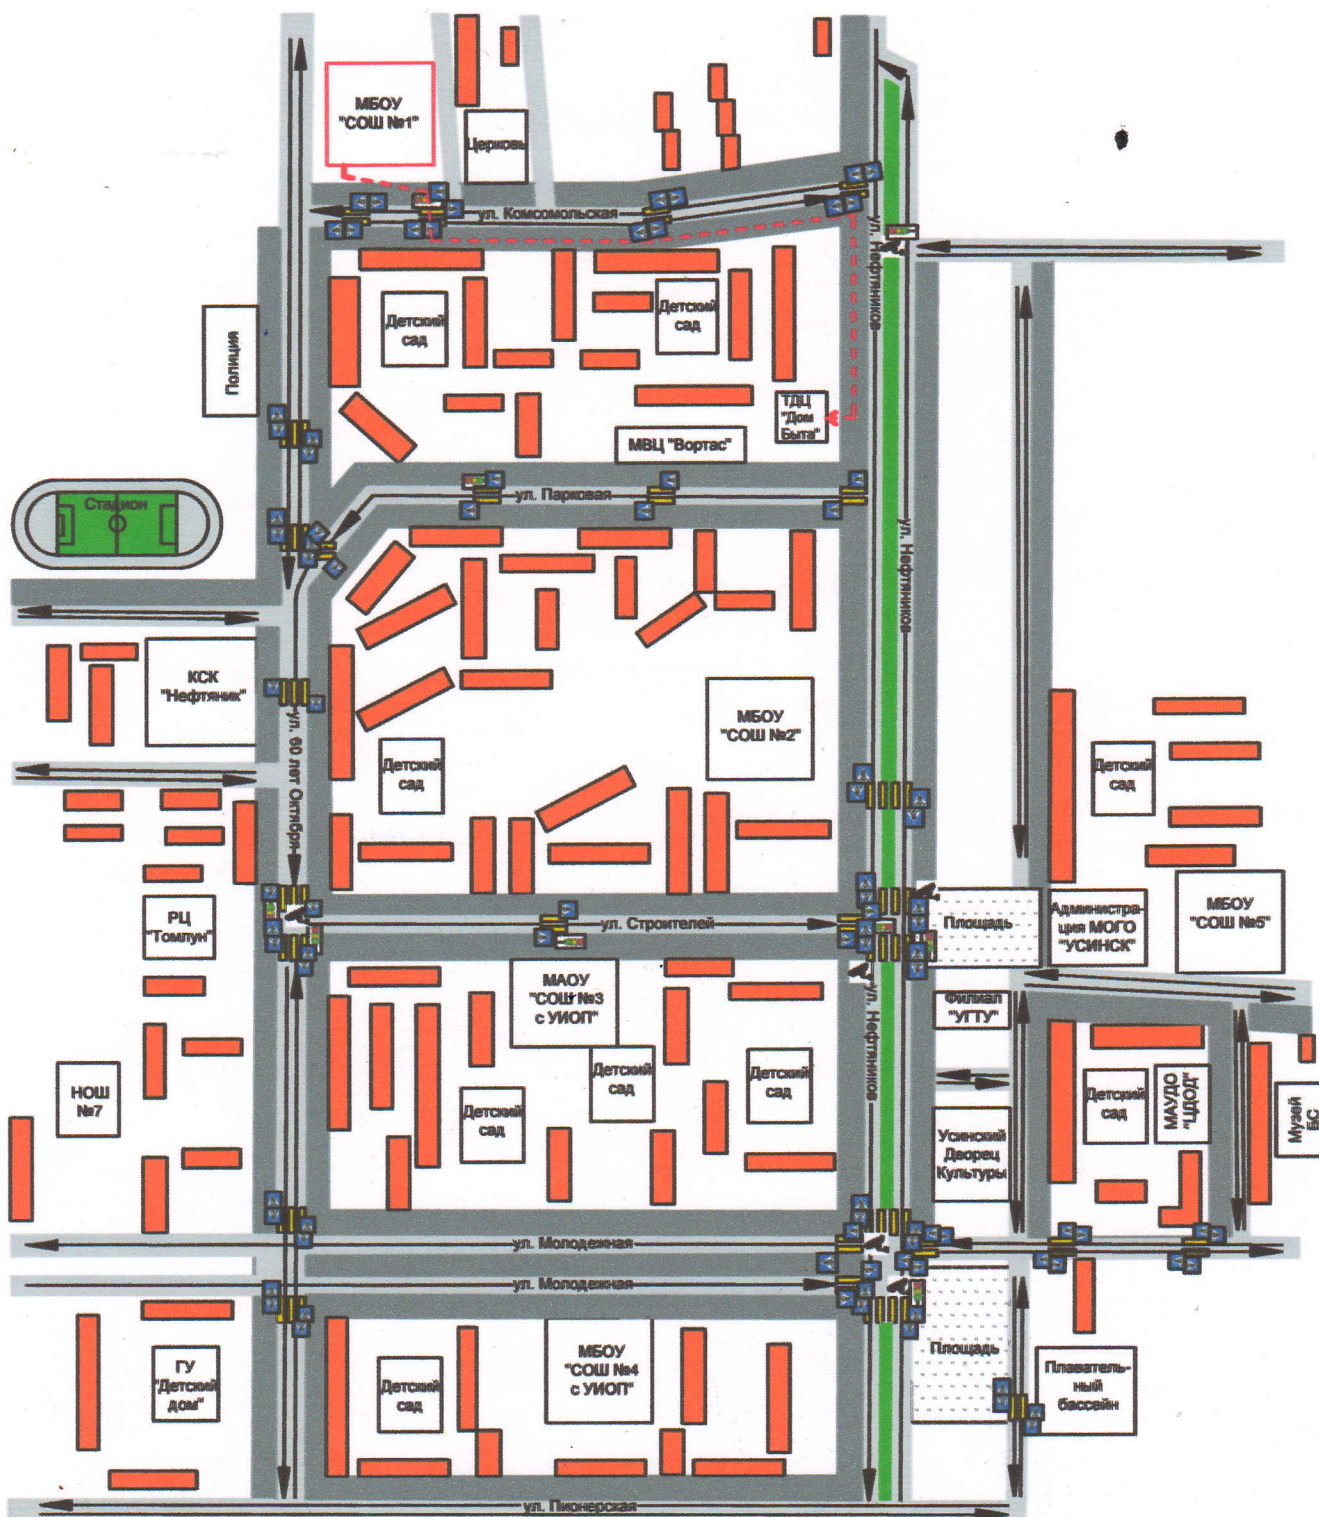 МБОУ
"СОШ №1"
Церковь
ул. Комсомольская
ул. Нефтяников
Полиция
Детский
сад
Детский
сад
ТДЦ
"Дом
Быта"
МВЦ "Вортас"
ул. Парковая
Стадион
ул. Нефтяников
КСК
"Нефтяник"
МБОУ
"СОШ №2"
ул. 60 лет Октября
Детский
сад
Детский
сад
РЦ
"Томлун"
ул. Строителей
Площадь
Администра-
ция МОГО
"УСИНСК"
МБОУ
"СОШ №5"
МАОУ
"СОШ №3
с УИОП"
ул. Нефтяников
Филиал
"УГТУ"
НОШ
№7
Детский
сад
Детский
сад
Детский
сад
Детский
сад
МАУДО
"ЦДОД"
Музей
БС
Усинский
Дворец
Культуры
ул. Молодежная
ул. Молодежная
ГУ
"Детский
дом"
Детский
сад
МБОУ
"СОШ №4
с УИОП"
Площадь
Плаватель-
ный
бассейн
ул. Пионерская